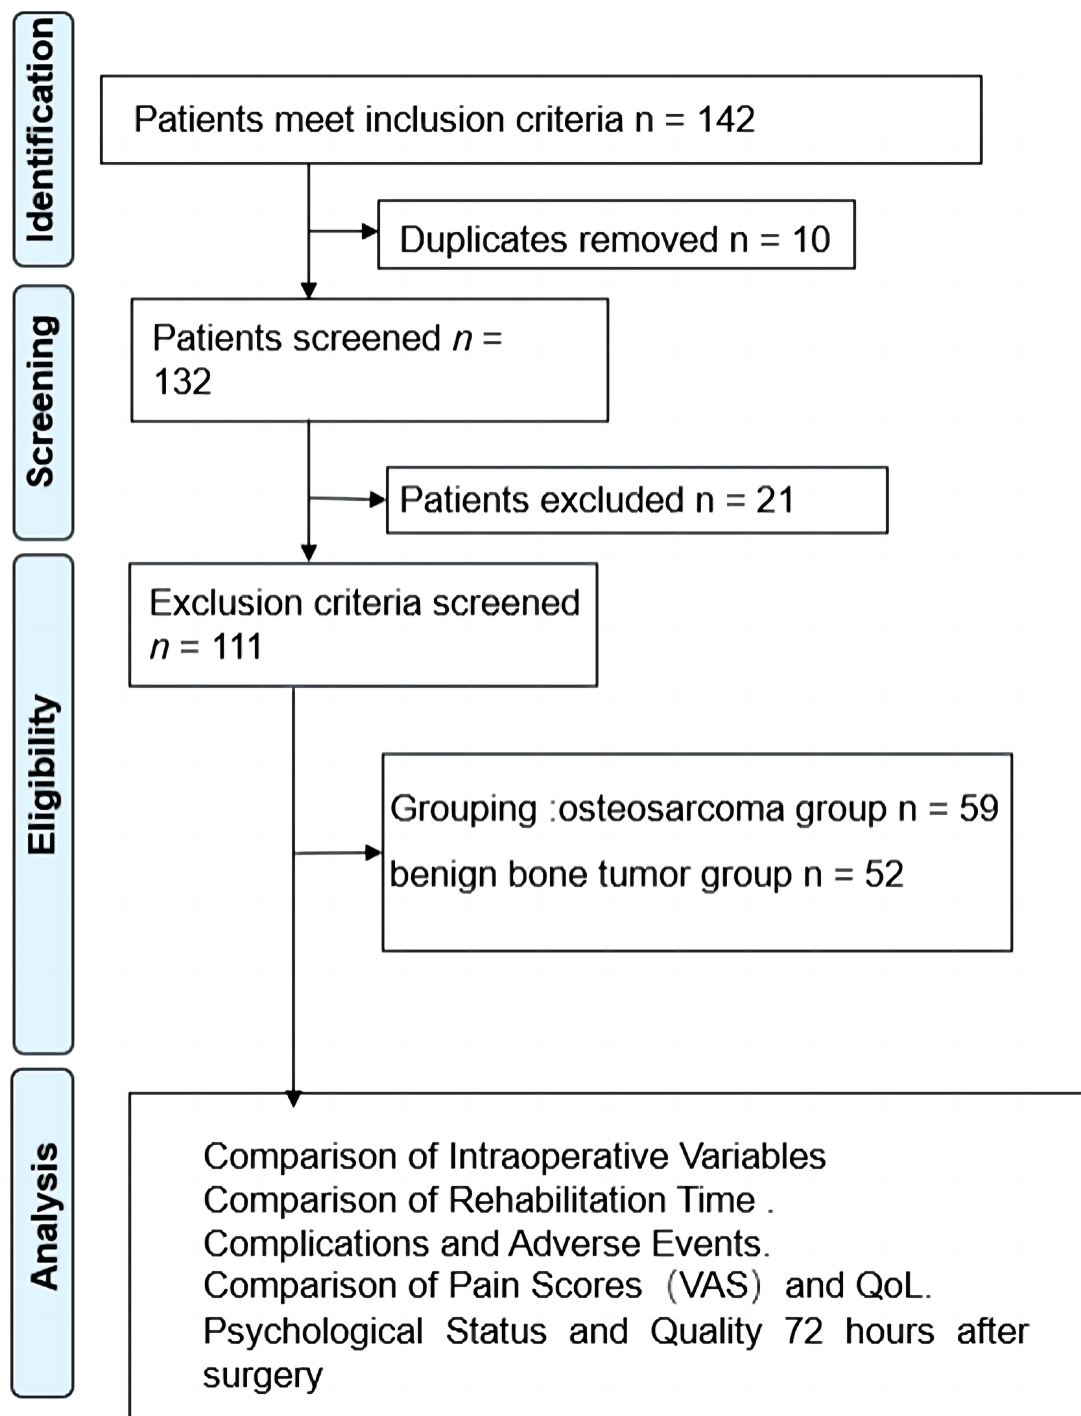 Identification
Patients meet inclusion criteria n = 142
Duplicates removed n = 10
Screening
Patients screened n =
132
Patients excluded n = 21
Eligibility
Exclusion criteria screened
n = 111
Grouping :osteosarcoma group n = 59
benign bone tumor group n = 52
Analysis
Comparison of Intraoperative Variables
Comparison of Rehabilitation Time .
Complications and Adverse Events.
Comparison of Pain Scores (VAS) and QoL.
Psychological Status and Quality 72 hours after
surgery